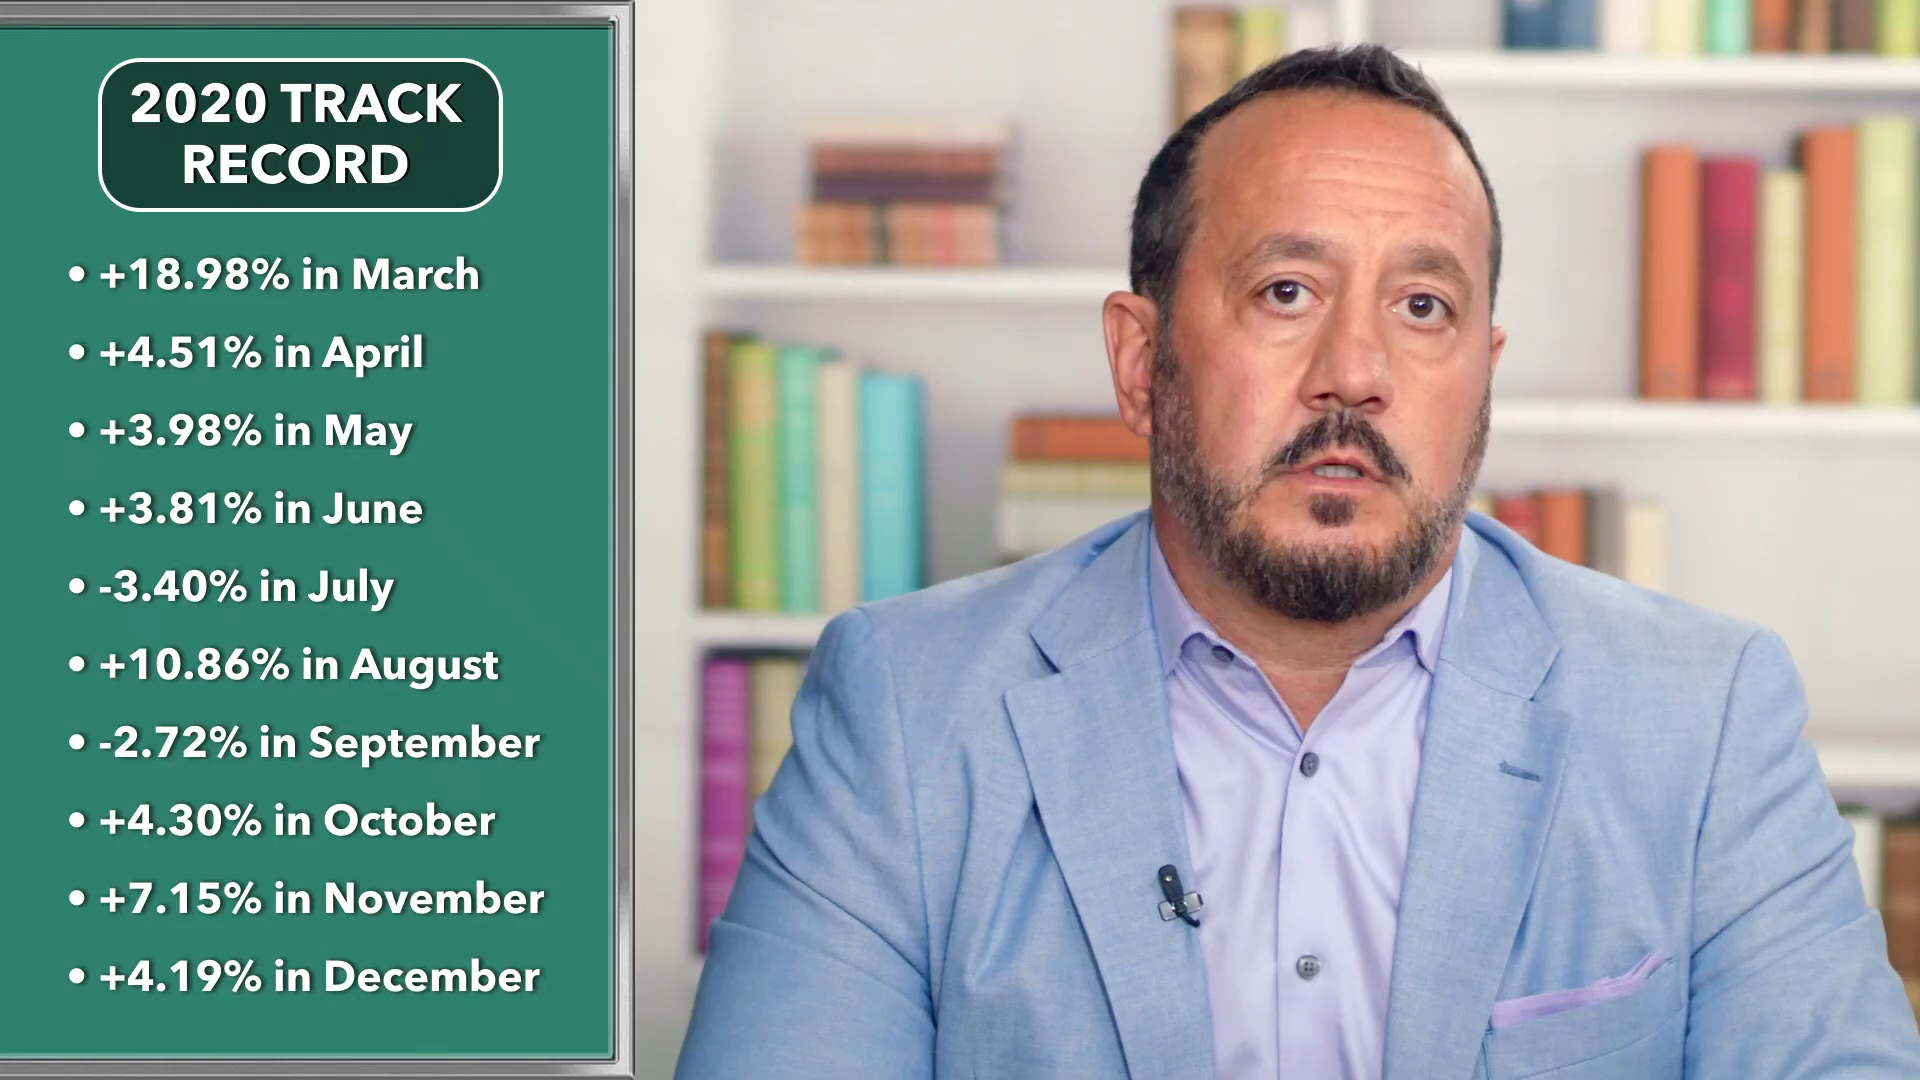 2020 TRACK
RECORD
• +18.98% in March
• +4.51% in April
• +3.98% in May
• +3.81% in June
• -3.40% in July
• +10.86% in August
• -2.72% in September
• +4.30% in October
• +7.15% in November
• +4.19% in December